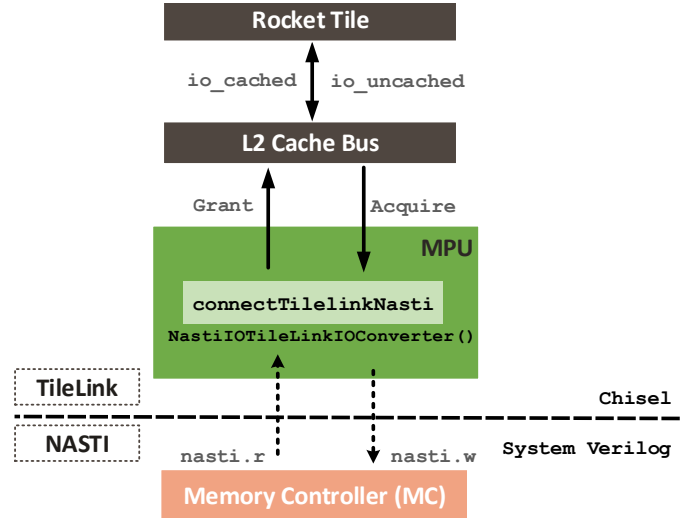 Rocket Tile
io_cached
io_uncached
L2 Cache Bus
Grant
Acquire
MPU
connectTilelinkNasti
NastiIOTileLinkIOConverter()
TileLink
Chisel
NASTI
System Verilog
nasti.r
nasti.w
Memory Controller (MC)